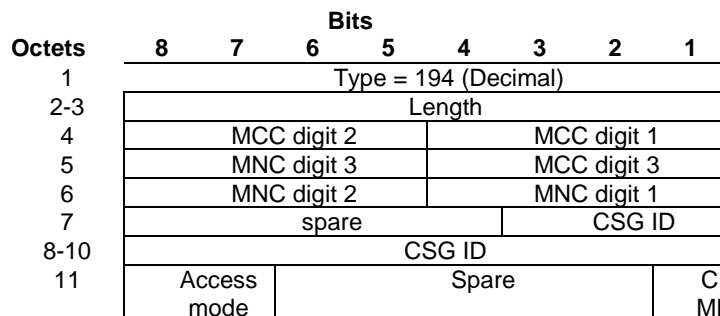 Bits
Octets 8 7 6 5 4 3 2 1
1 Type = 194 (Decimal)
2-3 Length
4 MCC digit 2 MCC digit 1
5 MNC digit 3 MCC digit 3
6 MNC digit 2 MNC digit 1
7 spare CSG ID
8-10 CSG ID
11 Access Spare C
mode